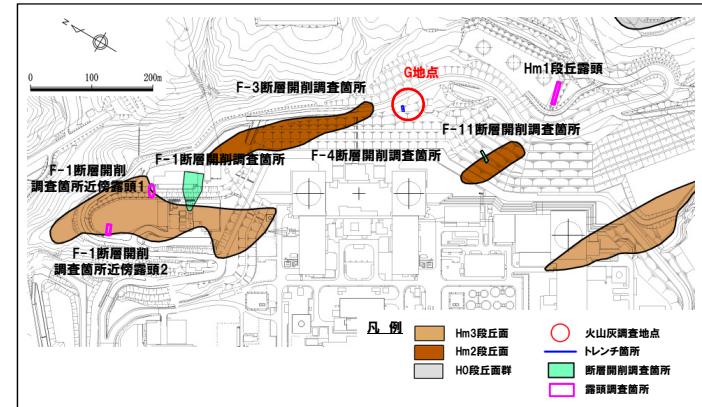 N
0 100 200m
F-3断層開削調査箇所
G地点
Hm1段丘露頭
F-11断層開削調査箇所
F-1断層開削調査箇所
F-4断層開削調査箇所
F-1断層開削
調査箇所近傍露頭1
F-1断層開削
調査箇所近傍露頭2
凡 例
Hm3段丘面
Hm2段丘面
H0段丘面群
火山灰調査地点
トレンチ箇所
断層開削調査箇所
露頭調査箇所